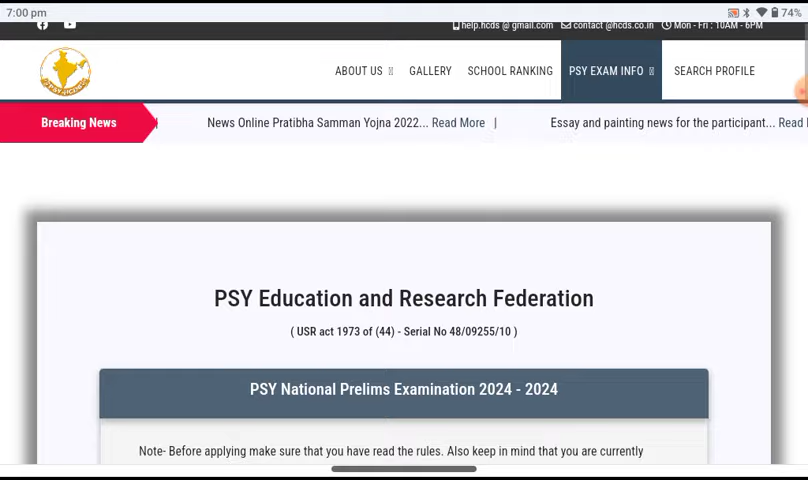 7:00 pm 74%
help.hcds @ gmail.com contact @hcds.co.in Mon - Fri : 10AM - 6PM
ABOUT US GALLERY SCHOOL RANKING PSY EXAM INFO SEARCH PROFILE
Breaking News | News Online Pratibha Samman Yojna 2022... Read More | Essay and painting news for the participant... Read
PSY Education and Research Federation
( USR act 1973 of (44) - Serial No 48/09255/10 )
PSY National Prelims Examination 2024 - 2024
Note- Before applying make sure that you have read the rules. Also keep in mind that you are currently